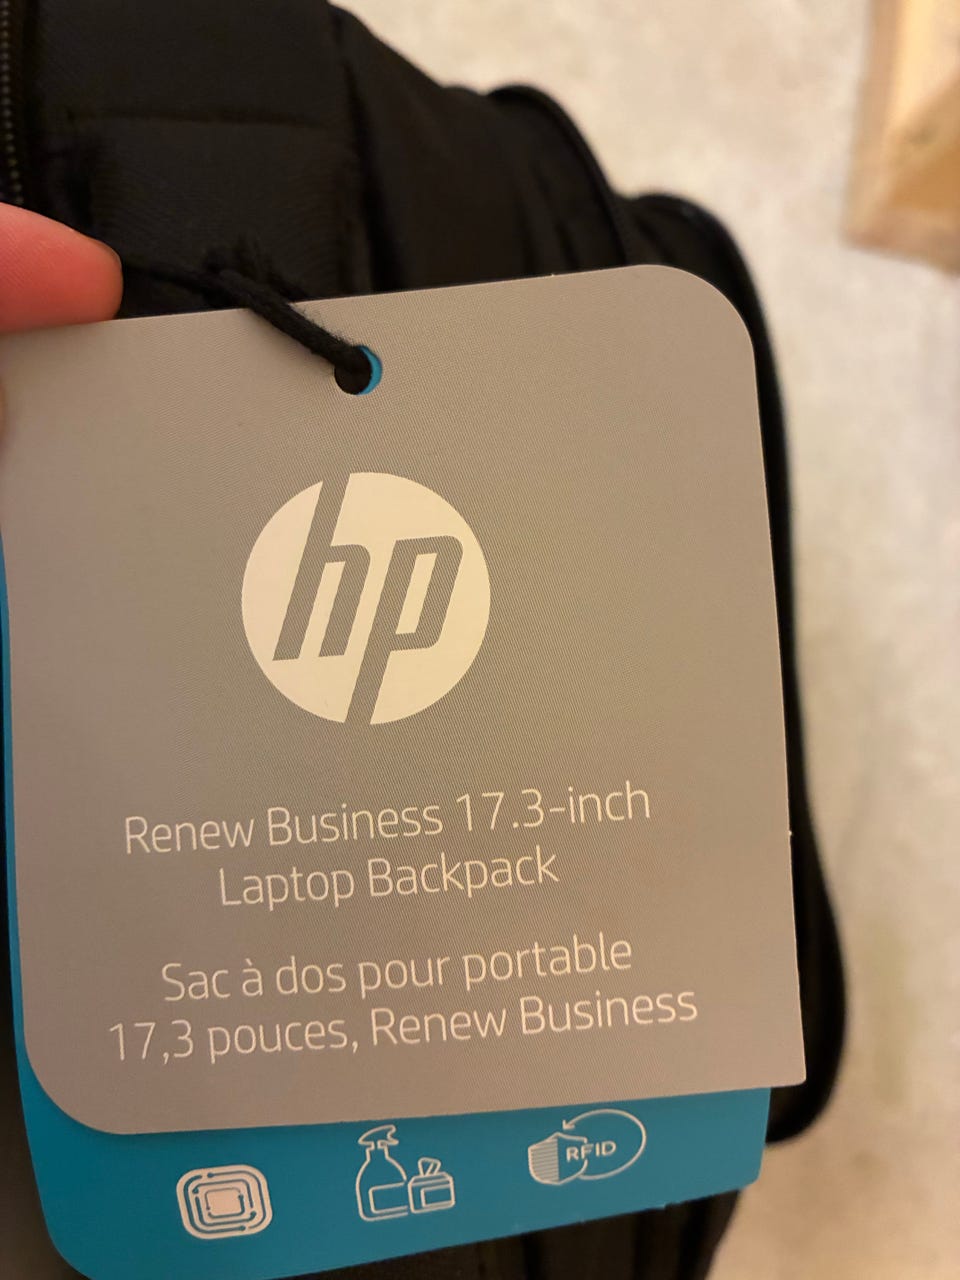 hp
Renew Business 17.3-inch
Laptop Backpack
Sac à dos pour portable
17,3 pouces, Renew Business
RFID